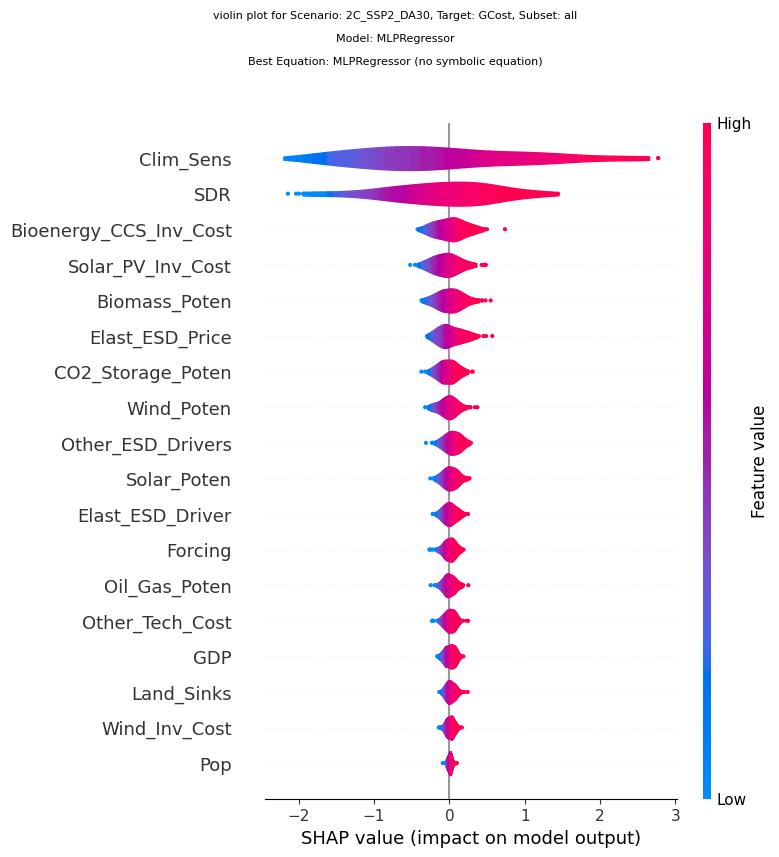 violin plot for Scenario: 2C_SSP2_DA30, Target: GCost, Subset: all
Model: MLPRegressor
Best Equation: MLPRegressor (no symbolic equation)
High
Clim_Sens
SDR
Bioenergy_CCS_Inv_Cost
Solar_PV_Inv_Cost
Biomass_Poten
Elast_ESD_Price
CO2_Storage_Poten
Wind_Poten
Other_ESD_Drivers
Solar_Poten
Elast_ESD_Driver
Forcing
Oil_Gas_Poten
Other_Tech_Cost
GDP
Land_Sinks
Wind_Inv_Cost
Pop
Feature value
Low
−2 −1 0 1 2 3
SHAP value (impact on model output)